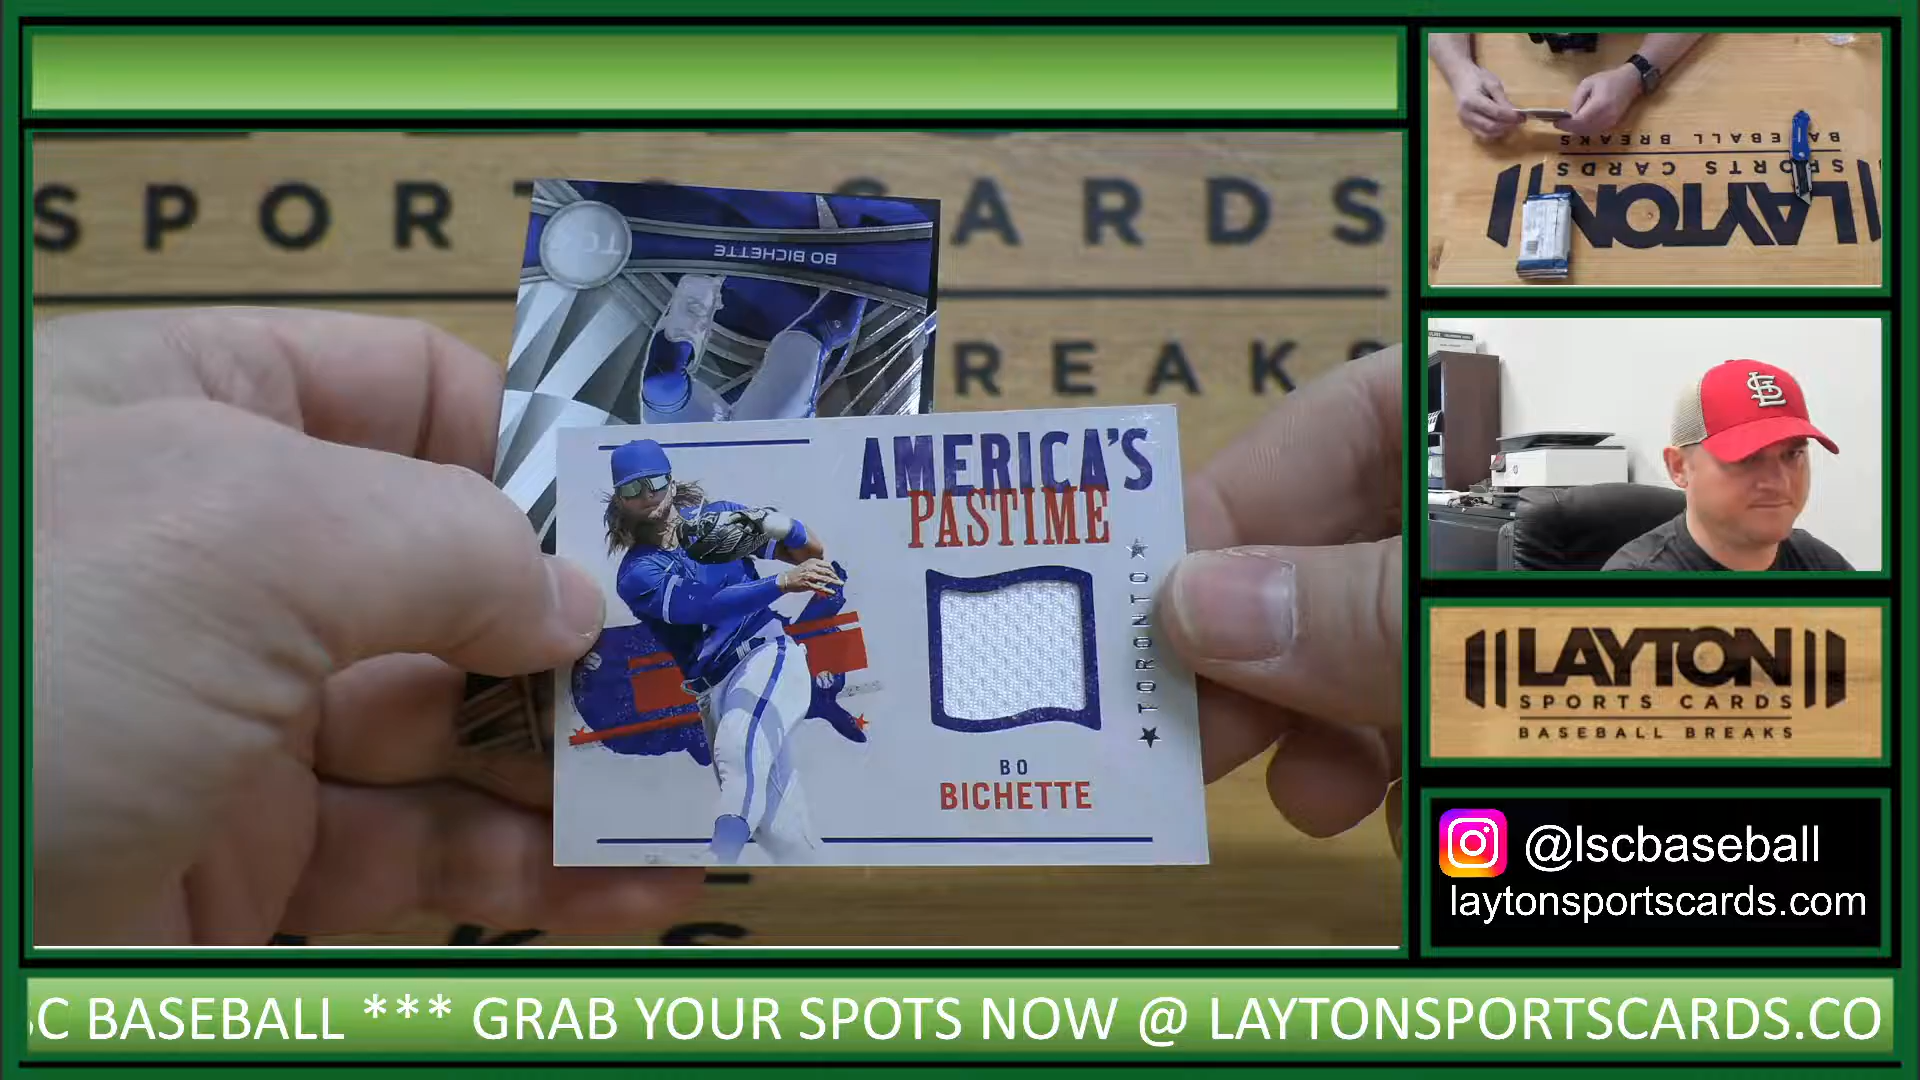 SPORTS CARDS
BREAKS
BO BICHETTE
AMERICA'S
PASTIME
★ TORONTO ★
BO
BICHETTE
BASEBALL BREAKS
SPORTS CARDS
LAYTON
LAYTON
SPORTS CARDS
BASEBALL BREAKS
@lscbaseball
laytonsportscards.com
SC BASEBALL *** GRAB YOUR SPOTS NOW @ LAYTONSPORTSCARDS.CO